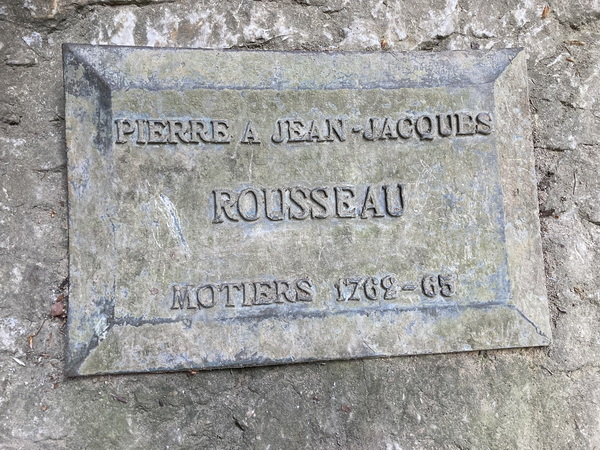 PIERRE A JEAN-JACQUES
ROUSSEAU
MOTIERS 1762-65